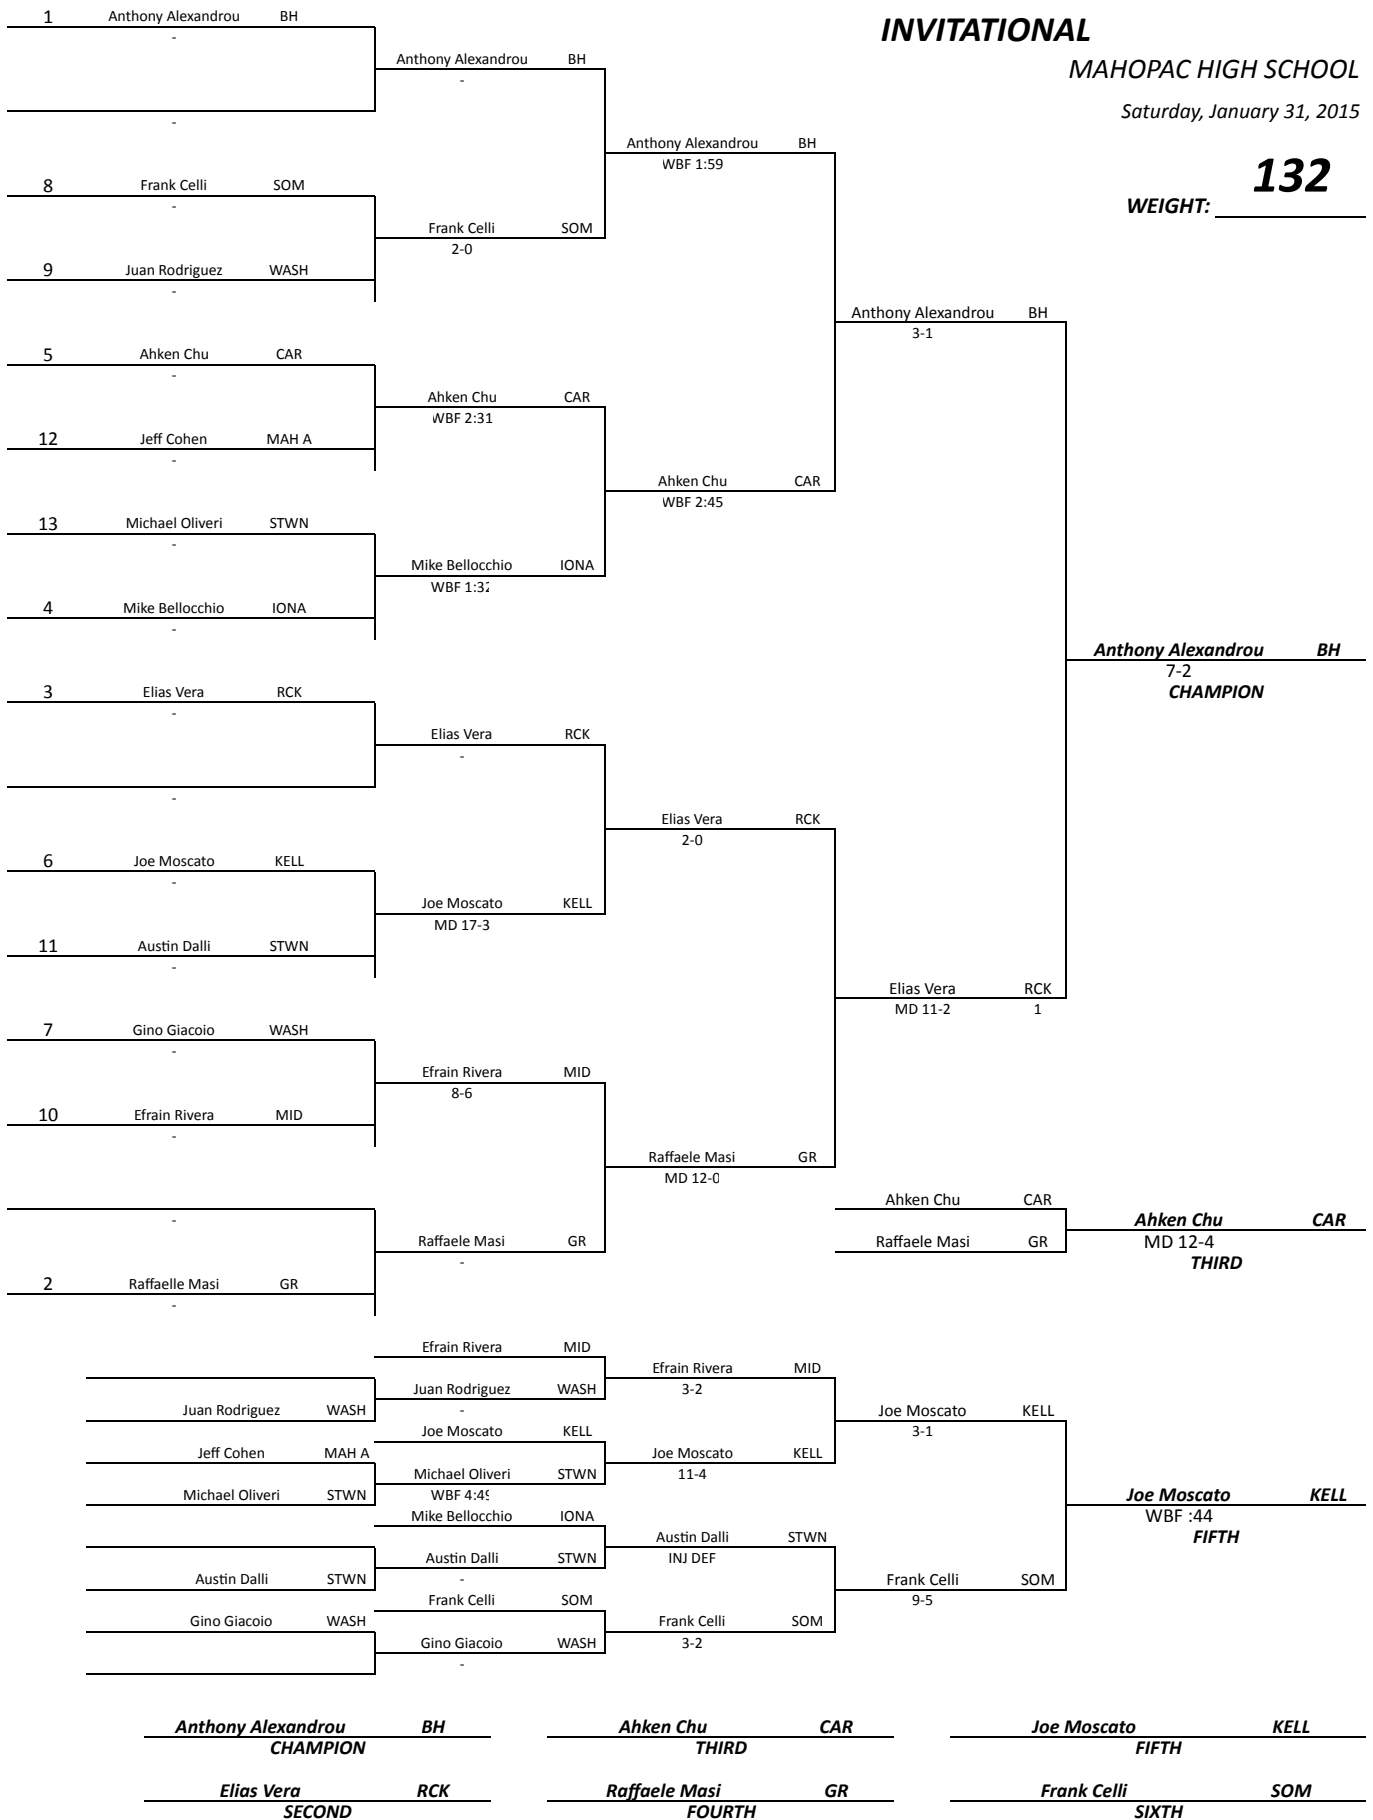 INVITATIONAL
MAHOPAC HIGH SCHOOL
Saturday, January 31, 2015
WEIGHT: 132
1 Anthony Alexandrou BH
-
Anthony Alexandrou BH
-
-
Anthony Alexandrou BH
WBF 1:59
8 Frank Celli SOM
-
Frank Celli SOM
2-0
9 Juan Rodriguez WASH
-
Anthony Alexandrou BH
3-1
5 Ahken Chu CAR
-
Ahken Chu CAR
WBF 2:31
12 Jeff Cohen MAH A
-
Ahken Chu CAR
WBF 2:45
13 Michael Oliveri STWN
-
Mike Bellocchio IONA
WBF 1:32
4 Mike Bellocchio IONA
-
Anthony Alexandrou BH
7-2
CHAMPION
3 Elias Vera RCK
-
Elias Vera RCK
-
-
Elias Vera RCK
2-0
6 Joe Moscato KELL
-
Joe Moscato KELL
MD 17-3
11 Austin Dalli STWN
-
Elias Vera RCK
MD 11-2 1
7 Gino Giacoio WASH
-
Efrain Rivera MID
8-6
10 Efrain Rivera MID
-
Raffaele Masi GR
MD 12-0
-
Raffaele Masi GR
-
2 Raffaelle Masi GR
-
Ahken Chu CAR
Raffaele Masi GR
Ahken Chu CAR
MD 12-4
THIRD
Efrain Rivera MID
Efrain Rivera MID
3-2
Juan Rodriguez WASH
-
Juan Rodriguez WASH
Joe Moscato KELL
3-1
Joe Moscato KELL
Jeff Cohen MAH A
Joe Moscato KELL
11-4
Michael Oliveri STWN
WBF 4:49
Michael Oliveri STWN
Joe Moscato KELL
WBF :44
FIFTH
Mike Bellocchio IONA
Austin Dalli STWN
INJ DEF
Austin Dalli STWN
-
Austin Dalli STWN
Frank Celli SOM
9-5
Frank Celli SOM
Gino Giacoio WASH
Frank Celli SOM
3-2
Gino Giacoio WASH
-
Anthony Alexandrou BH Ahken Chu CAR Joe Moscato KELL
CHAMPION THIRD FIFTH
Elias Vera RCK Raffaele Masi GR Frank Celli SOM
SECOND FOURTH SIXTH